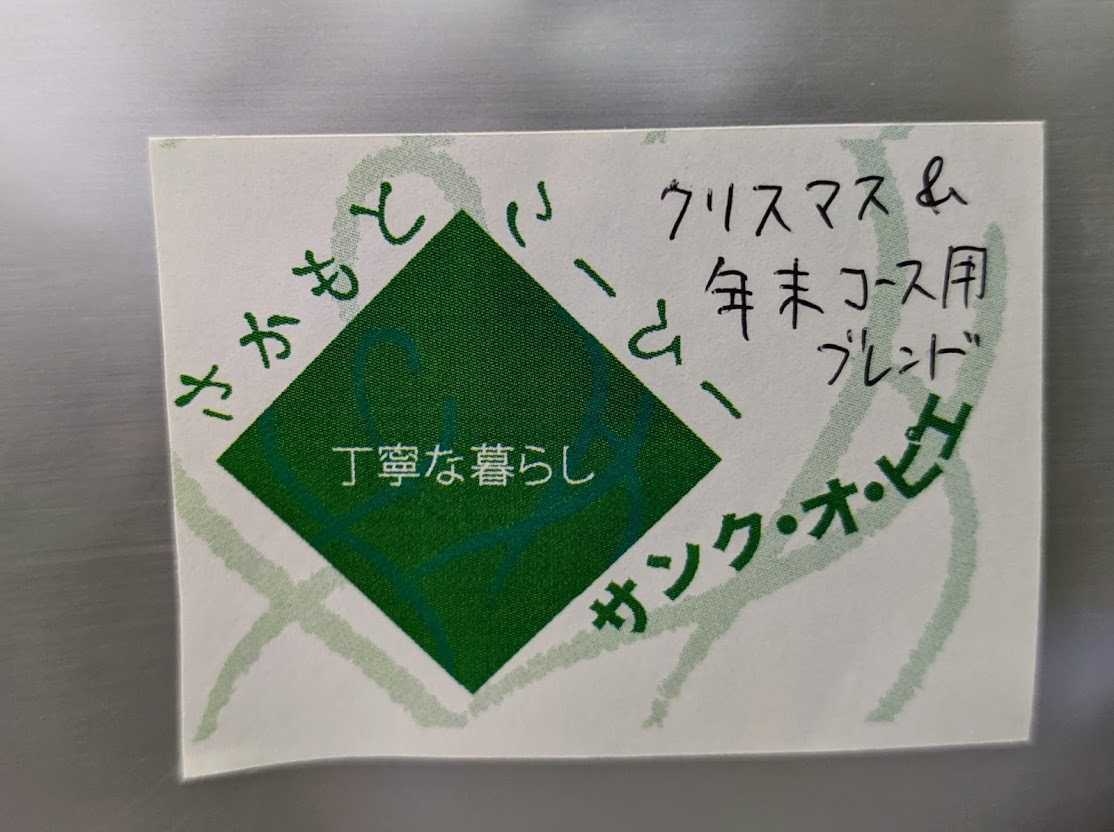 さかもとこーひー
クリスマス&
年末コース用
ブレンド
丁寧な暮らし
サンク・オ・ピエ